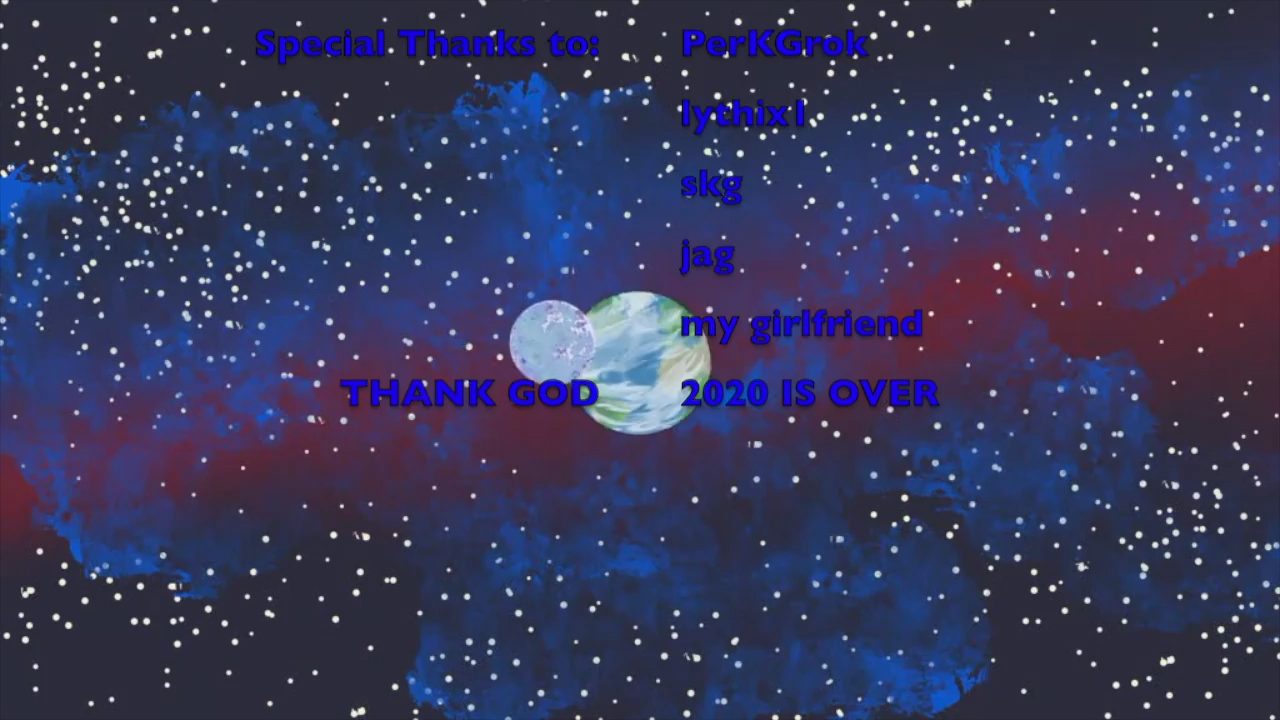 Special Thanks to: PerKGrok
lythix1
skg
jag
my girlfriend
THANK GOD 2020 IS OVER